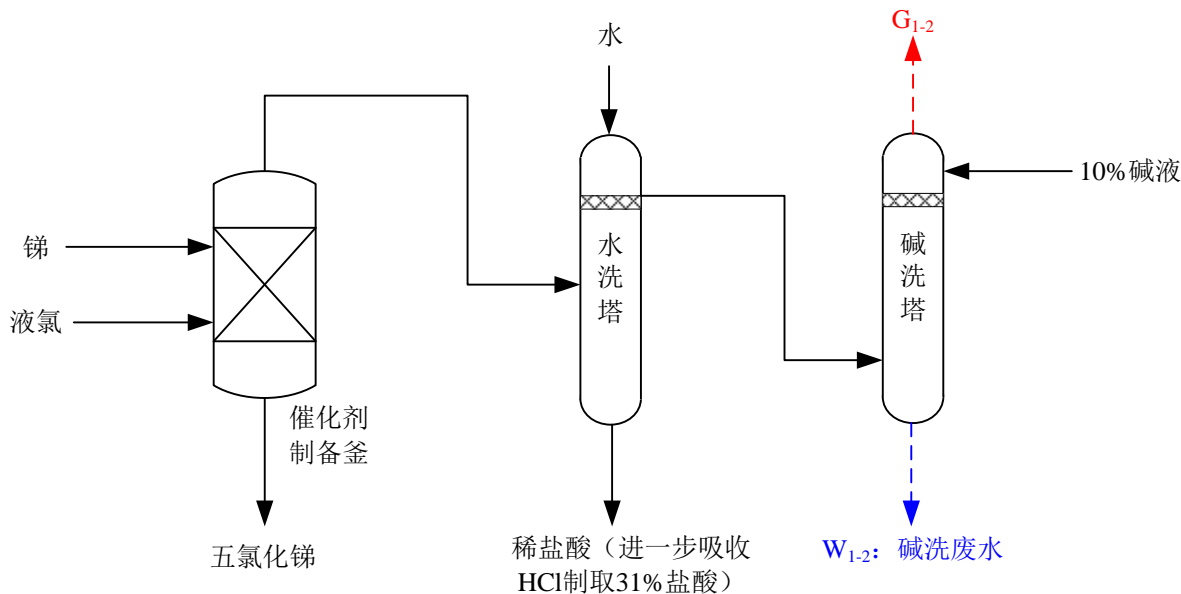 G₁₋₂
水
10%碱液
锑
液氯
水洗塔
碱洗塔
催化剂
制备釜
五氯化锑
稀盐酸（进一步吸收
HCl制取31%盐酸）
W₁₋₂：碱洗废水